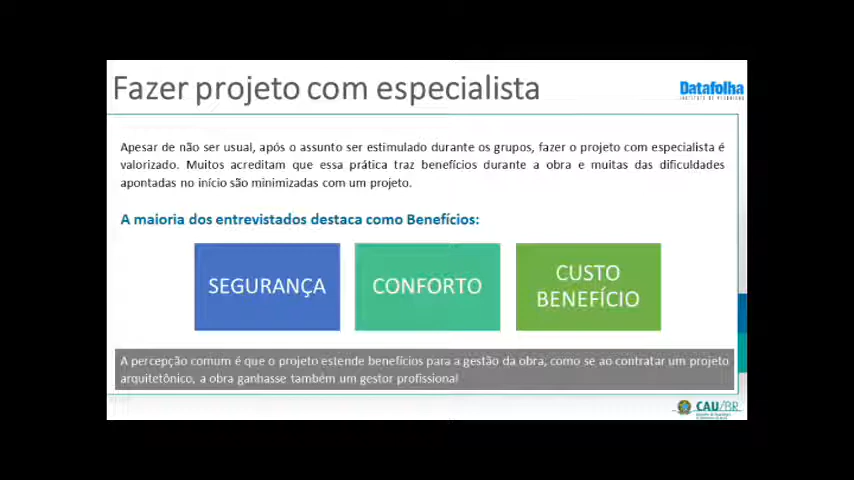 Fazer projeto com especialista
Datafolha
INSTITUTO DE PESQUISAS
Apesar de não ser usual, após o assunto ser estimulado durante os grupos, fazer o projeto com especialista é
valorizado. Muitos acreditam que essa prática traz benefícios durante a obra e muitas das dificuldades
apontadas no início são minimizadas com um projeto.
A maioria dos entrevistados destaca como Benefícios:
SEGURANÇA
CONFORTO
CUSTO
BENEFÍCIO
A percepção comum é que o projeto estende benefícios para a gestão da obra, como se ao contratar um projeto
arquitetônico, a obra ganhasse também um gestor profissional
CAU/BR